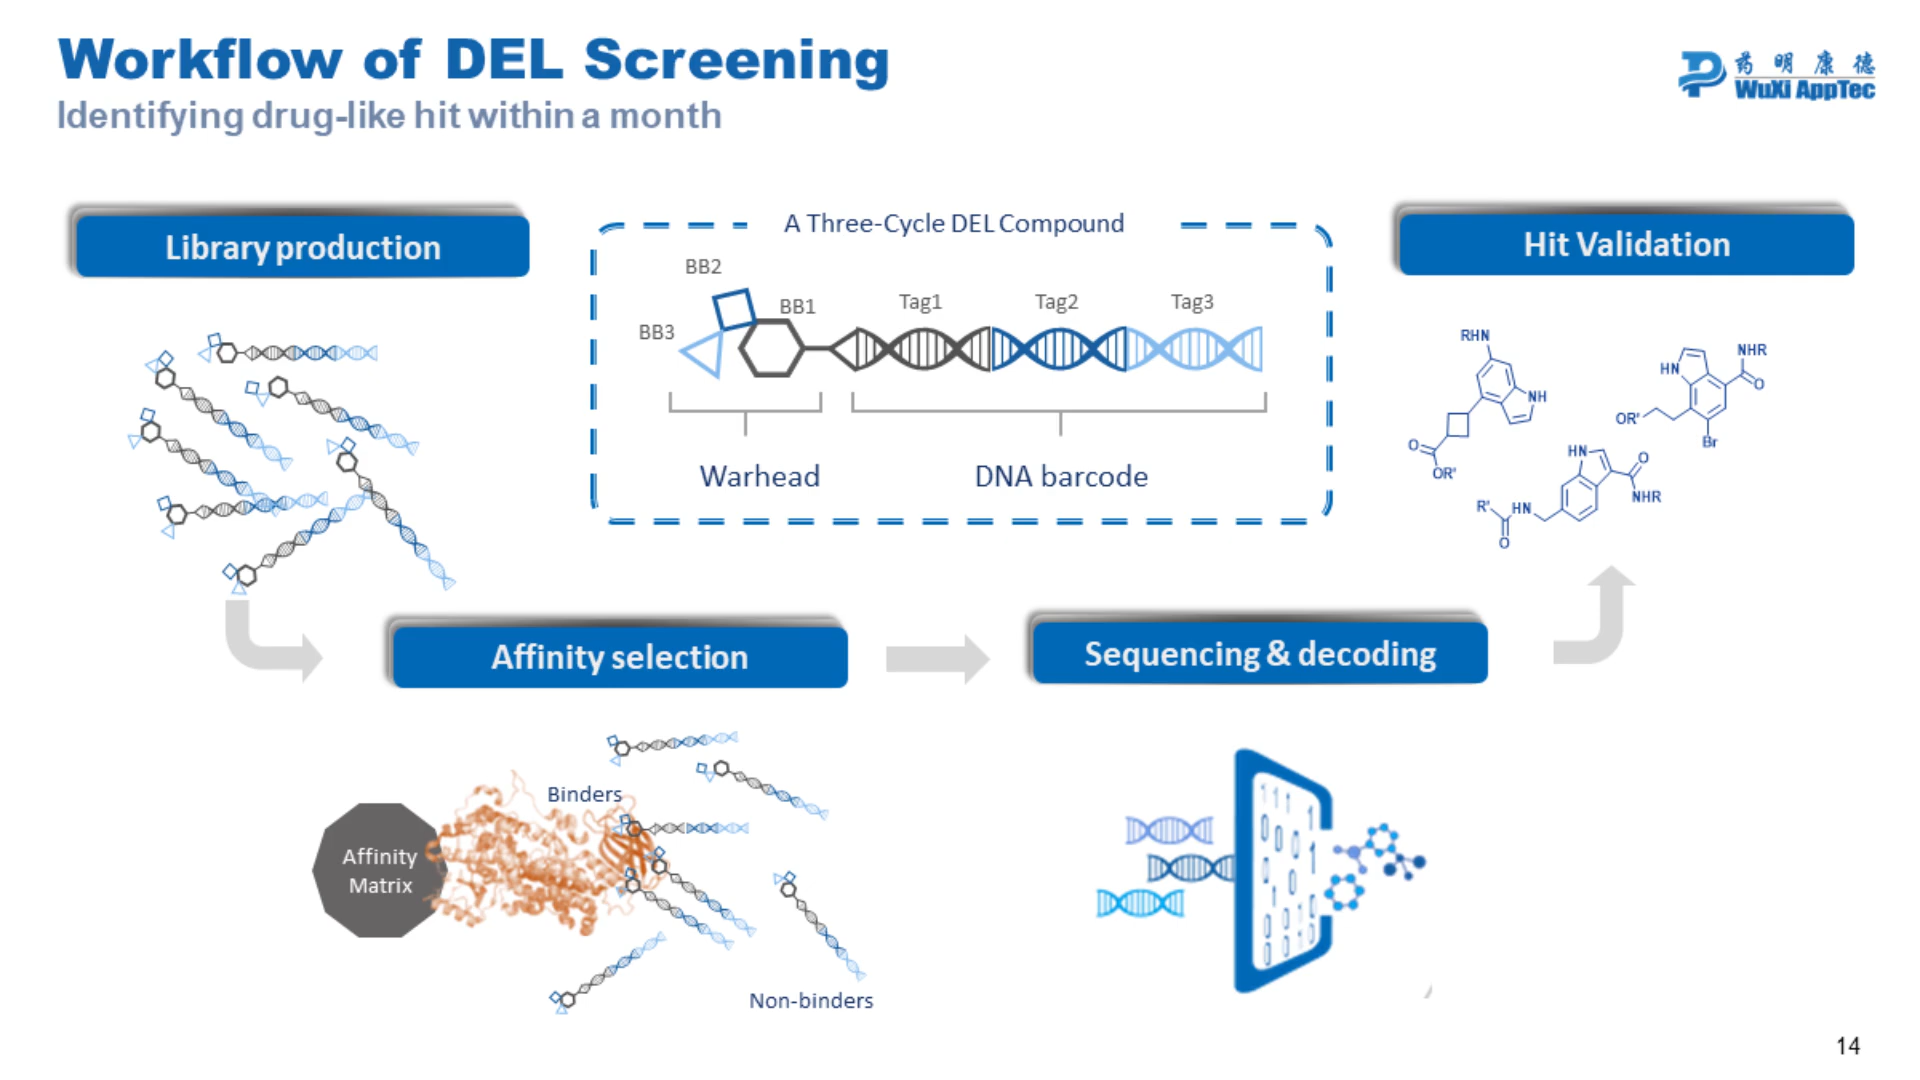 Workflow of DEL Screening
Identifying drug-like hit within a month
药明康德
WuXi AppTec
Library production
A Three-Cycle DEL Compound
BB2
BB1
BB3
Tag1
Tag2
Tag3
Warhead
DNA barcode
Hit Validation
RHN
NH
O
OR'
HN
NHR
O
OR'
Br
HN
O
NHR
R'
HN
O
Affinity selection
Sequencing & decoding
Binders
Affinity
Matrix
Non-binders
14